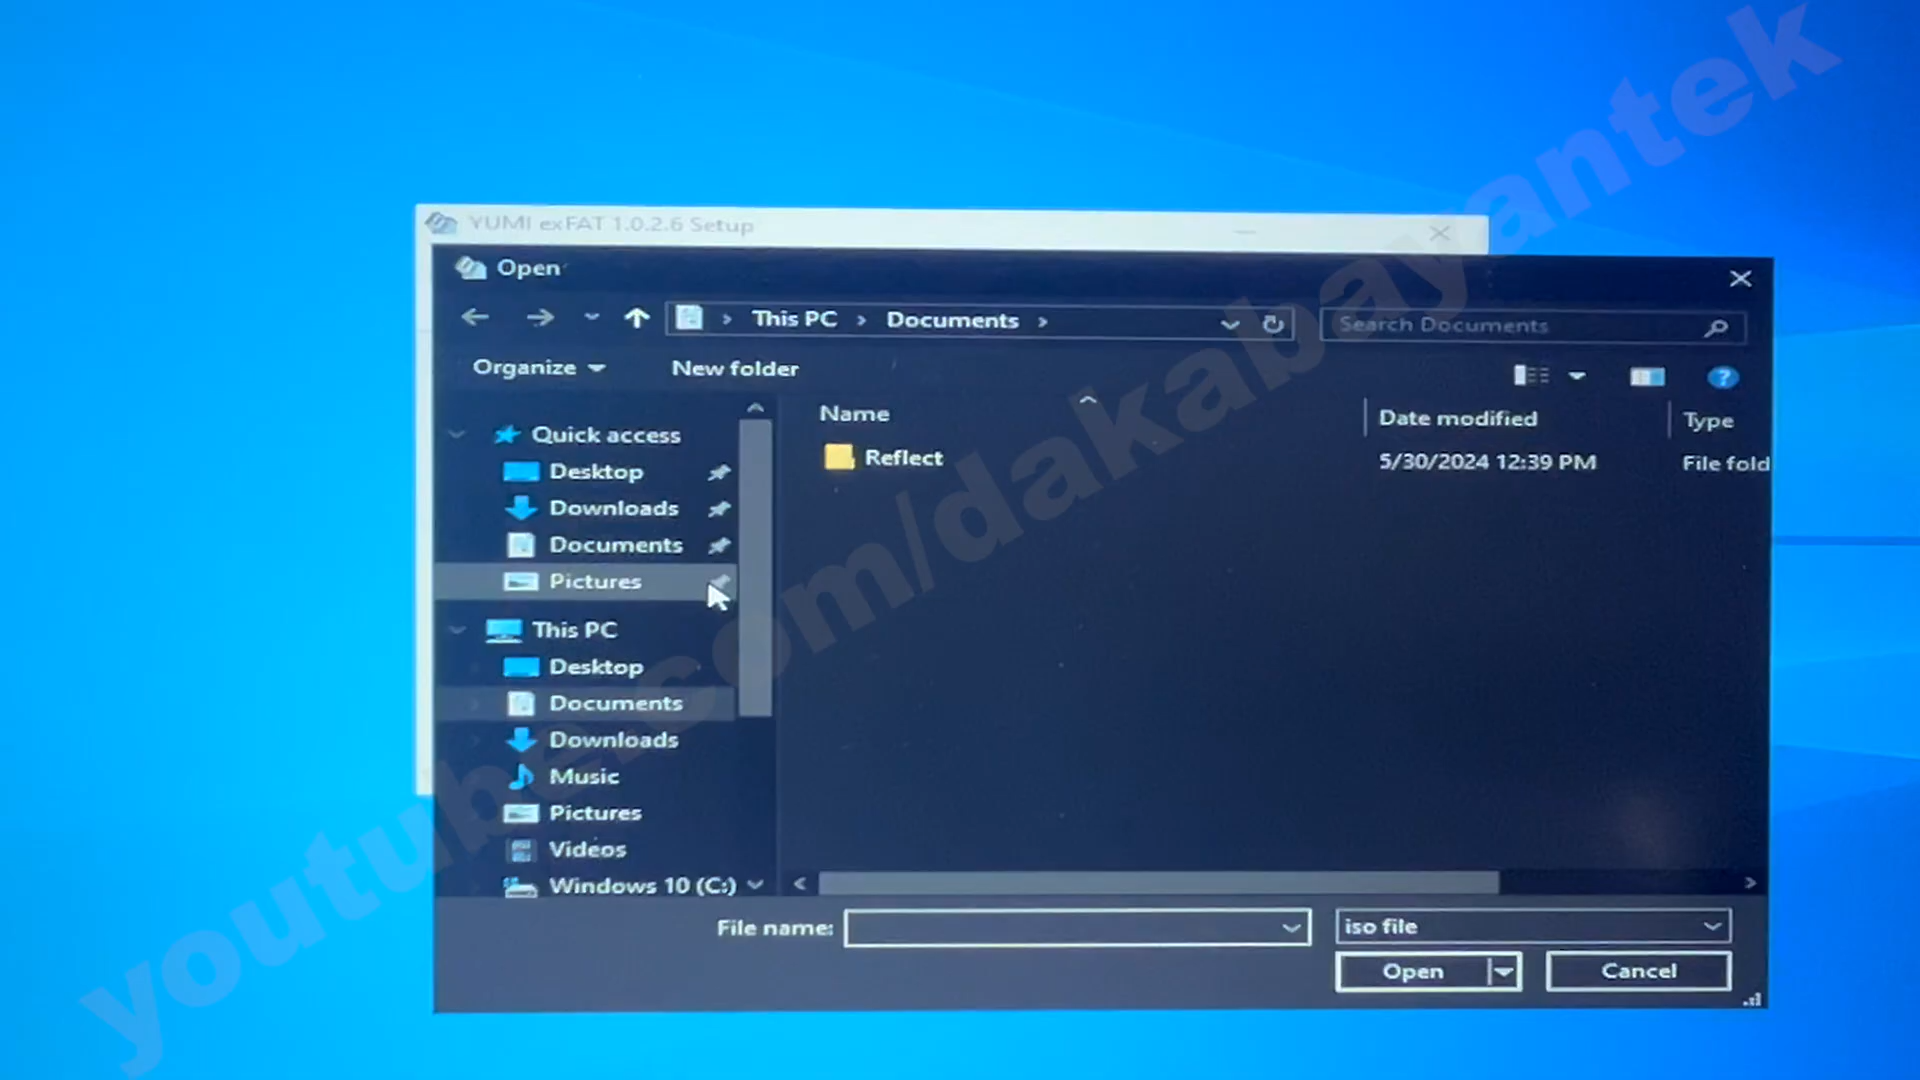 YUMI exFAT 1.0.2.6 Setup
Open
This PC > Documents >
Search Documents
Organize
New folder
Name
Date modified
Type
Quick access
Desktop
Downloads
Documents
Pictures
This PC
Desktop
Documents
Downloads
Music
Pictures
Videos
Windows 10 (C:)
Reflect
5/30/2024 12:39 PM
File fold
File name:
iso file
Open
Cancel
youtube.com/dakabayantek